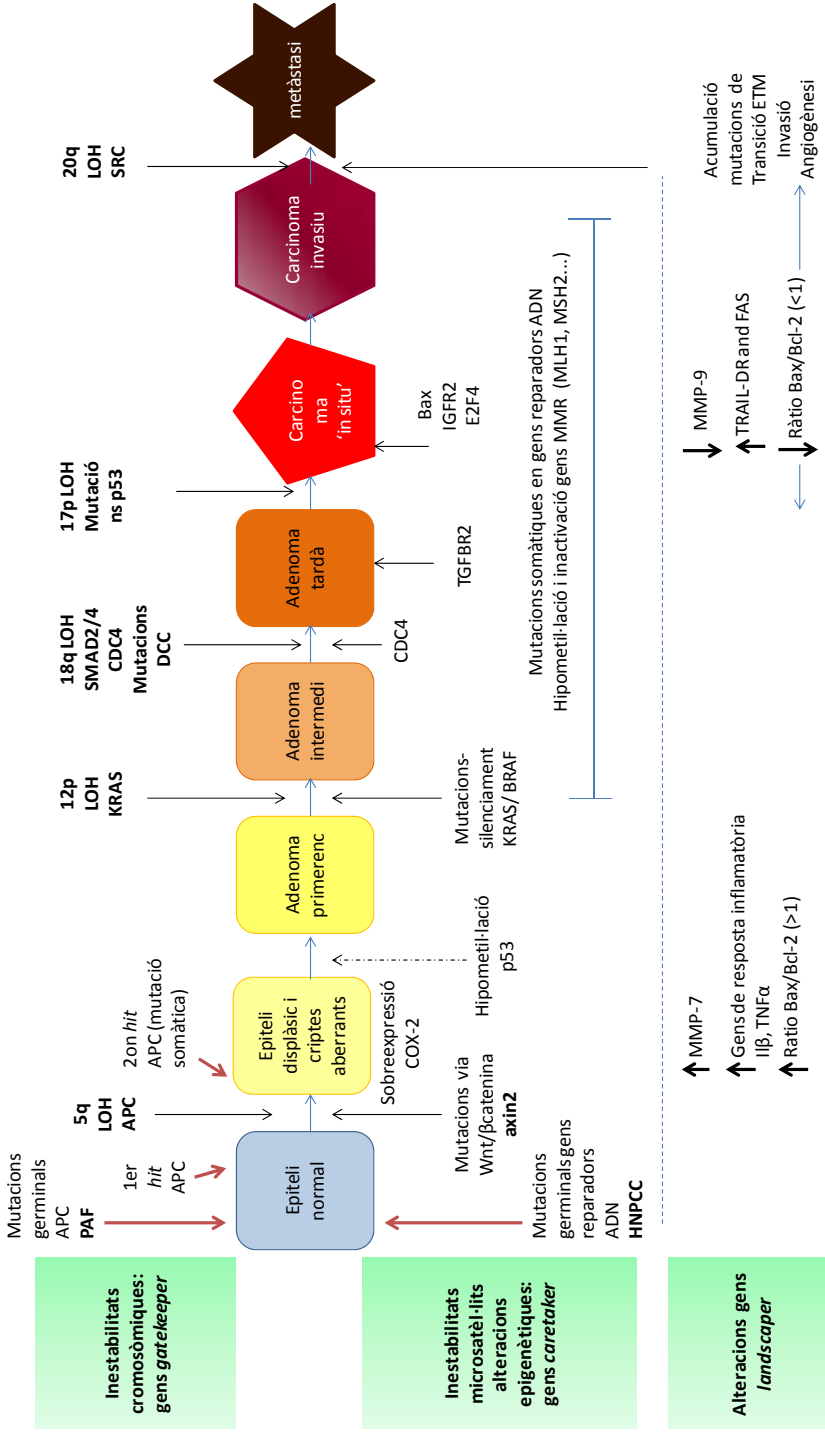 Inestabilitats
cromosòmiques:
gens gatekeeper
Mutacions
germinals
APC
PAF
1er
hit
APC
5q
LOH
APC
2on hit
APC (mutació
somàtica)
12p
LOH
KRAS
18q LOH
SMAD2/4
CDC4
Mutacions
DCC
17p LOH
Mutació
ns p53
20q
LOH
SRC
Epiteli
normal
Epiteli
displàsic i
criptes
aberrants
Adenoma
primerenc
Adenoma
intermedi
Adenoma
tardà
Carcino
ma
‘in situ’
Carcinoma
invasiu
metàstasi
Inestabilitats
microsatèl·lits
alteracions
epigenètiques:
gens caretaker
Mutacions
germinals gens
reparadors
ADN
HNPCC
Mutacions via
Wnt/βcatenina
axin2
Sobreexpressió
COX-2
Hipometil·lació
p53
Mutacions-
silenciament
KRAS/ BRAF
CDC4
TGFBR2
Bax
IGFR2
E2F4
Mutacions somàtiques en gens reparadors ADN
Hipometil·lació i inactivació gens MMR (MLH1, MSH2...)
Alteracions gens
landscaper
MMP-7
Gens de resposta inflamatòria
Ilβ, TNFα
Ratio Bax/Bcl-2 (>1)
MMP-9
TRAIL-DR and FAS
Ràtio Bax/Bcl-2 (<1)
Acumulació
mutacions de
Transició ETM
Invasió
Angiogènesi